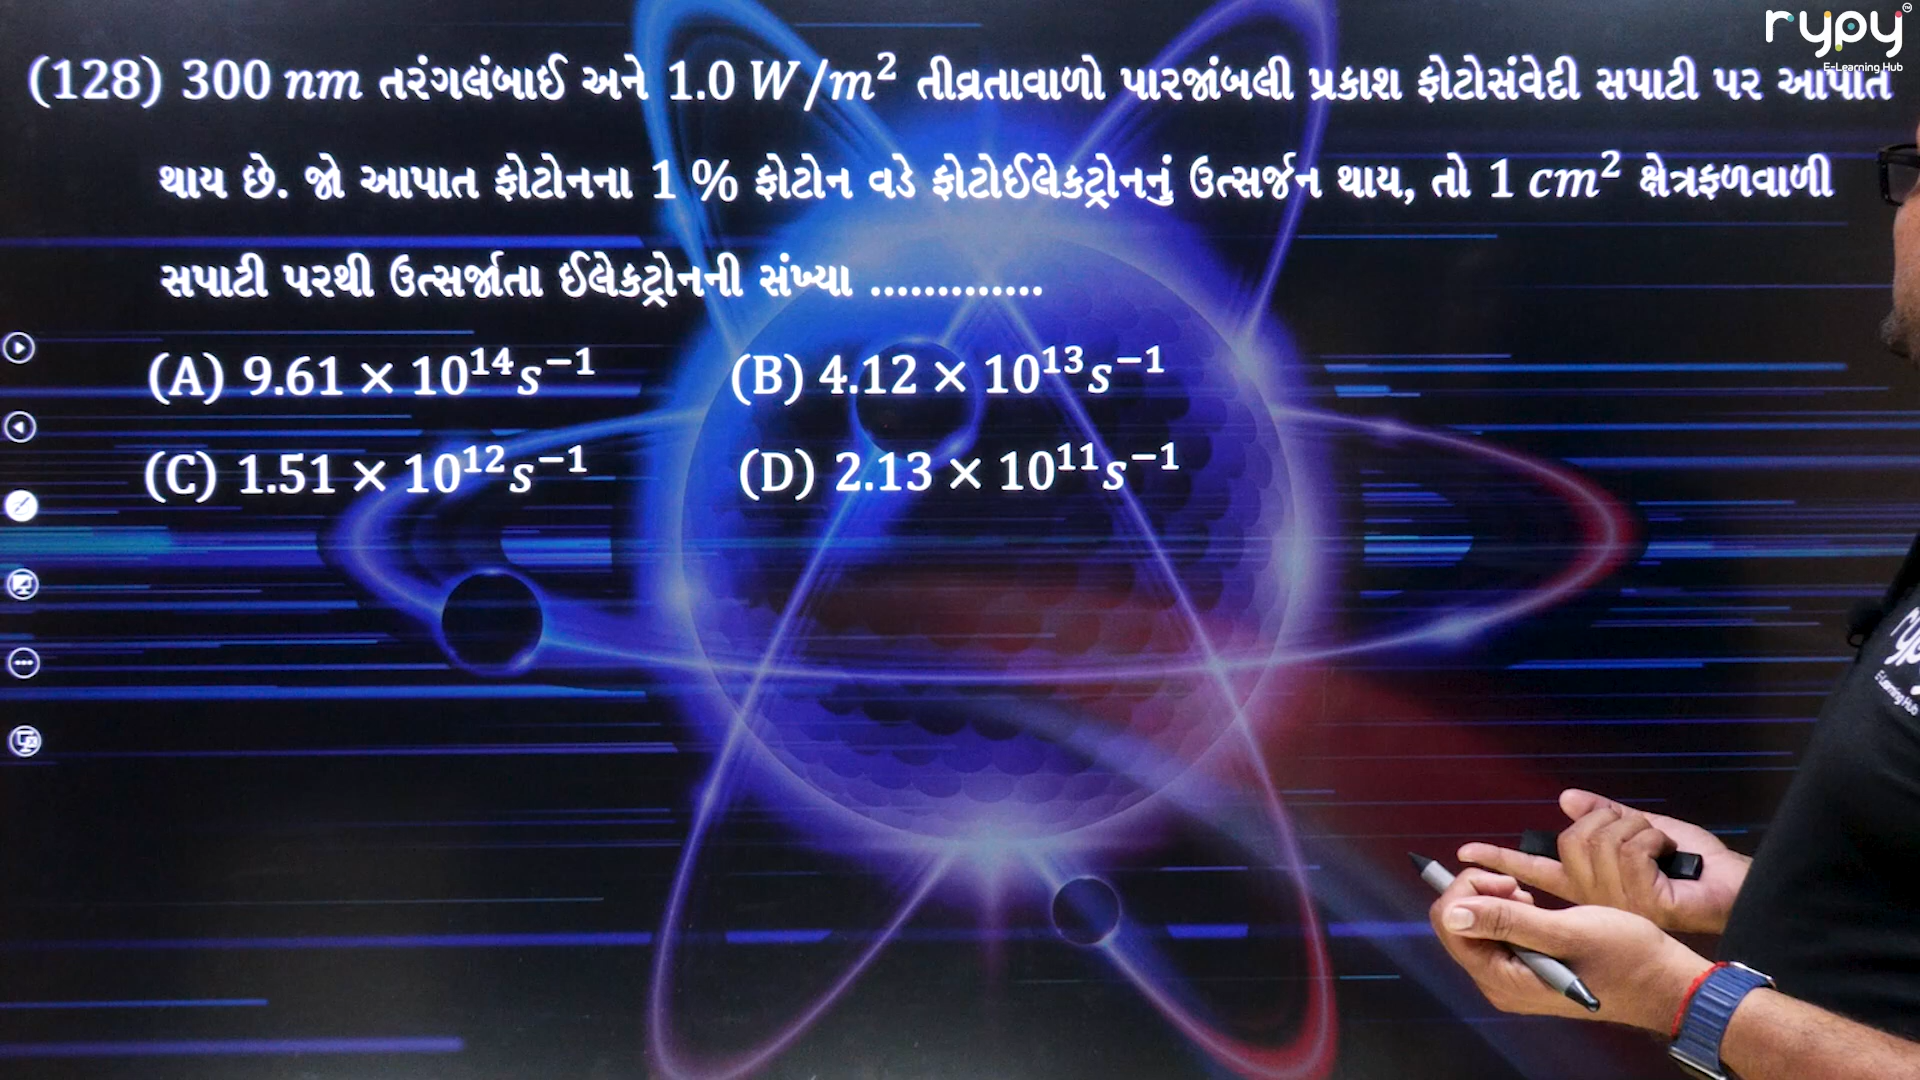 rypy™
E-Learning Hub
(128) 300 nm તરંગલંબાઈ અને 1.0 W/m² તીવ્રતાવાળો પારજાંબલી પ્રકાશ ફોટોસંવેદી સપાટી પર આપાત
થાય છે. જો આપાત ફોટોનના 1 % ફોટોન વડે ફોટોઈલેક્ટ્રોનનું ઉત્સર્જન થાય, તો 1 cm² ક્ષેત્રફળવાળી
સપાટી પરથી ઉત્સર્જાતા ઈલેક્ટ્રોનની સંખ્યા .............
(A) 9.61 × 10¹⁴s⁻¹ (B) 4.12 × 10¹³s⁻¹
(C) 1.51 × 10¹²s⁻¹ (D) 2.13 × 10¹¹s⁻¹